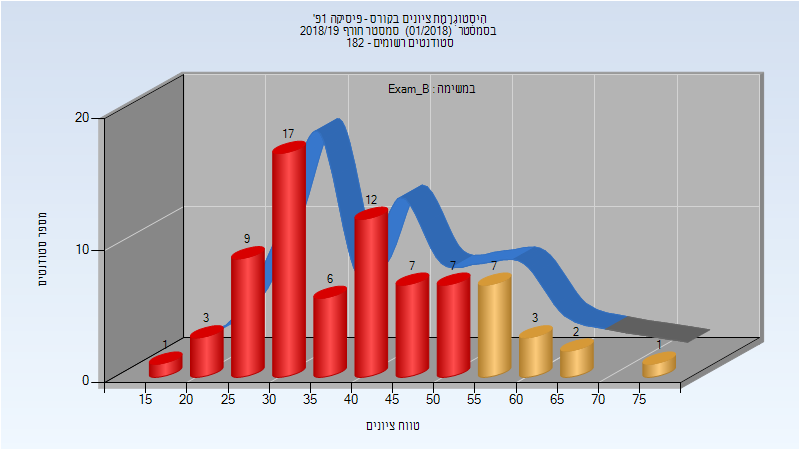 היסטוגרמת ציונים בקורס - פיסיקה 1פ'
בסמסטר (01/2018) סמסטר חורף 2018/19
סטודנטים רשומים - 182
במשימה : Exam_B
מספר סטודנטים
20
10
0
1
3
9
17
6
12
7
7
7
3
2
1
15 20 25 30 35 40 45 50 55 60 65 70 75
טווח ציונים